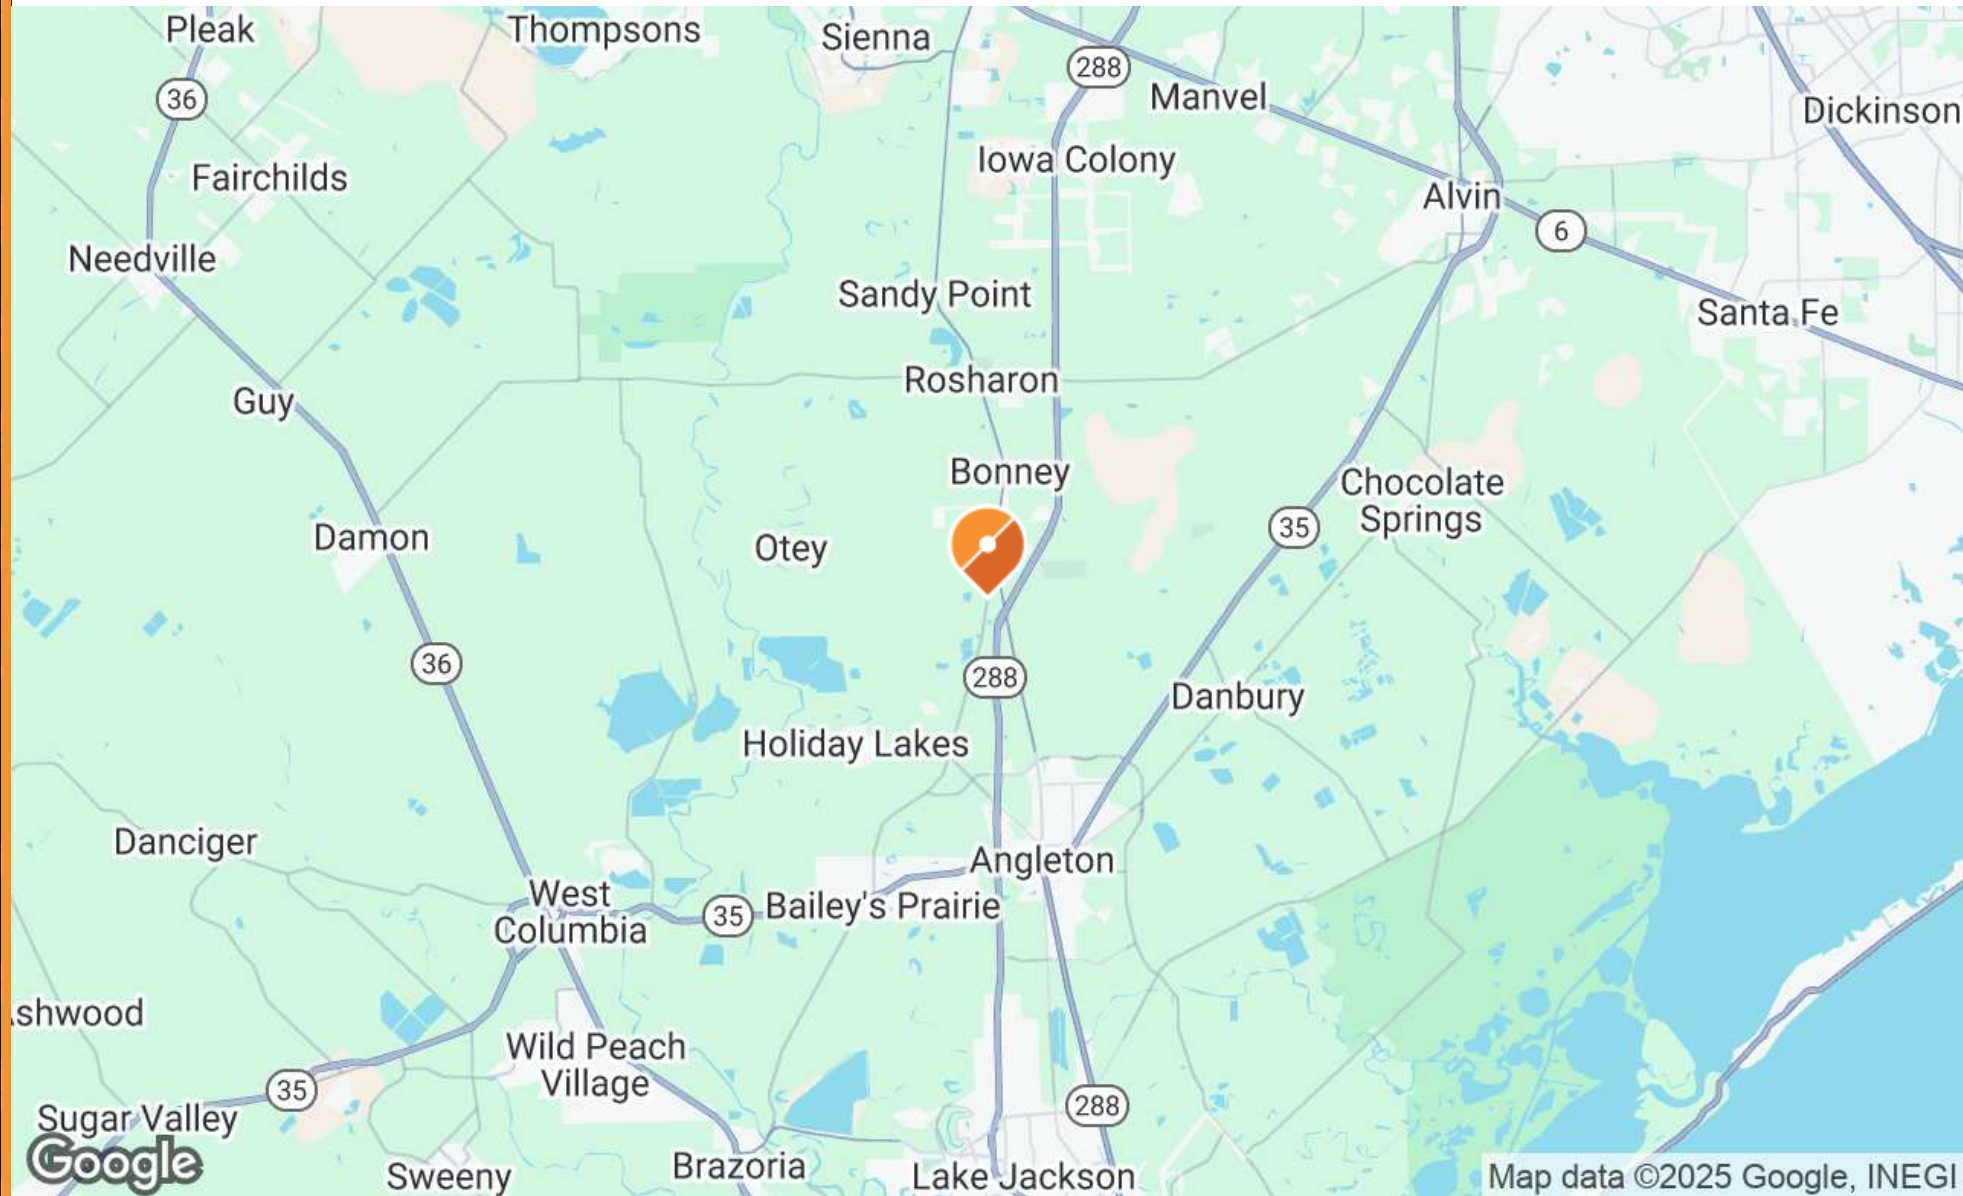 Pleak
Thompsons
Sienna
288
36
Manvel
Dickinson
Iowa Colony
Fairchilds
Alvin
6
Needville
Sandy Point
Santa Fe
Rosharon
Guy
Bonney
Chocolate
Springs
35
Damon
Otey
36
288
Danbury
Holiday Lakes
Danciger
Angleton
West
Columbia
35
Bailey's Prairie
shwood
Wild Peach
Village
35
288
Sugar Valley
Google
Sweeny
Brazoria
Lake Jackson
Map data ©2025 Google, INEGI